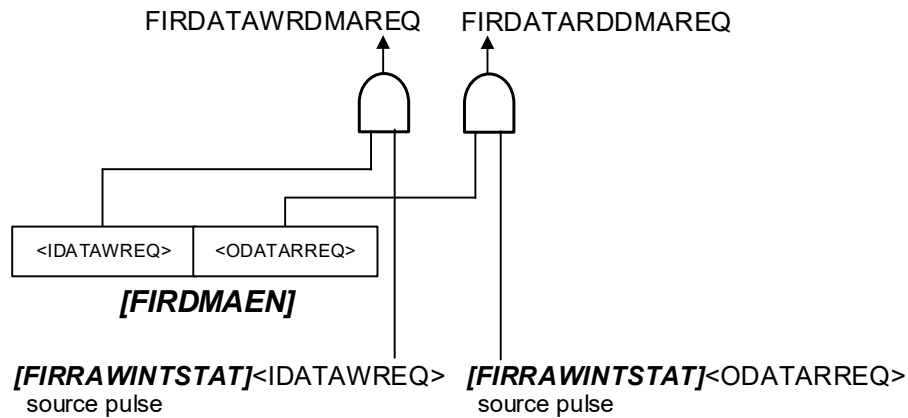 FIRDATAWRDMAREQ FIRDATARDDMAREQ
<IDATAWREQ> <ODATARREQ>
[FIRDMAEN]
[FIRRAWINTSTAT]<IDATAWREQ> [FIRRAWINTSTAT]<ODATARREQ>
source pulse source pulse